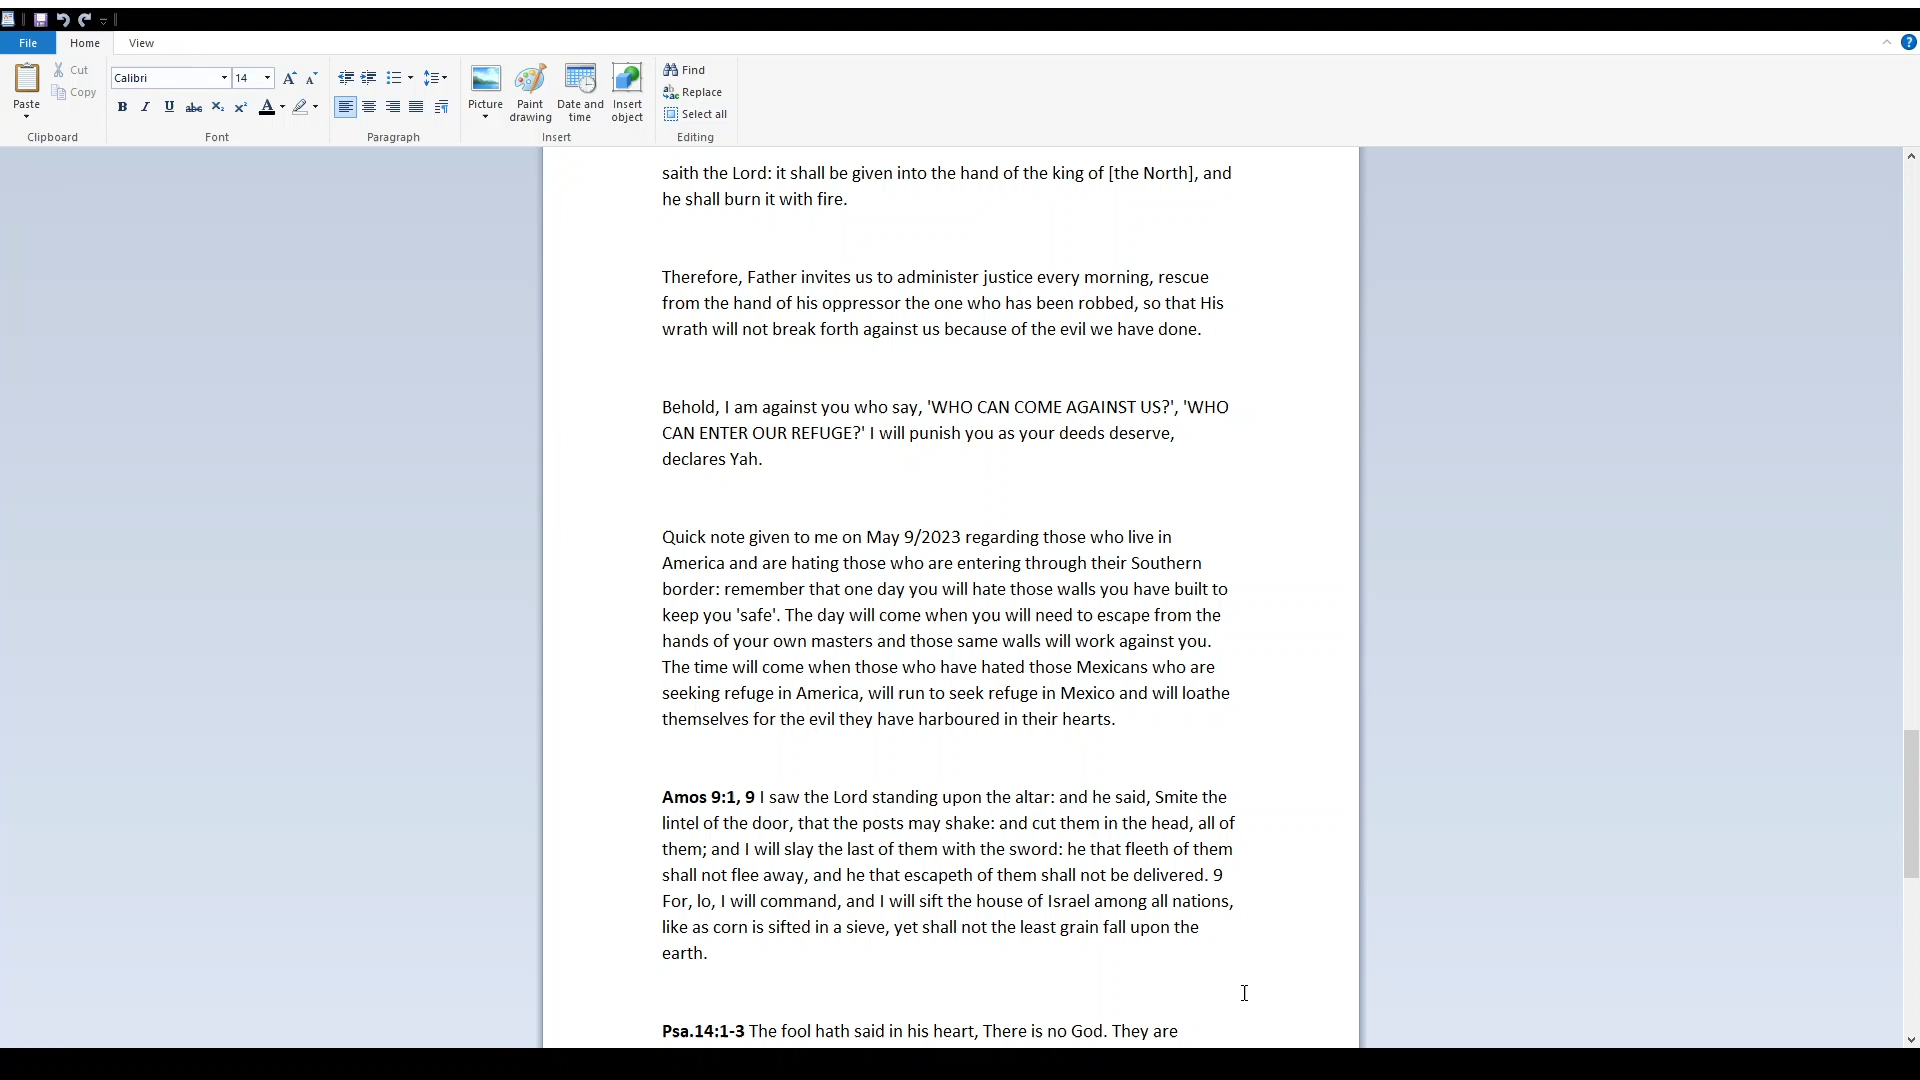 File
Home
View
Paste
Cut
Copy
Clipboard
Calibri
14
B I U abc X₂ X² A
Font
Paragraph
Picture
Paint drawing
Date and time
Insert object
Insert
Find
Replace
Select all
Editing
saith the Lord: it shall be given into the hand of the king of [the North], and
he shall burn it with fire.
Therefore, Father invites us to administer justice every morning, rescue
from the hand of his oppressor the one who has been robbed, so that His
wrath will not break forth against us because of the evil we have done.
Behold, I am against you who say, 'WHO CAN COME AGAINST US?', 'WHO
CAN ENTER OUR REFUGE?' I will punish you as your deeds deserve,
declares Yah.
Quick note given to me on May 9/2023 regarding those who live in
America and are hating those who are entering through their Southern
border: remember that one day you will hate those walls you have built to
keep you 'safe'. The day will come when you will need to escape from the
hands of your own masters and those same walls will work against you.
The time will come when those who have hated those Mexicans who are
seeking refuge in America, will run to seek refuge in Mexico and will loathe
themselves for the evil they have harboured in their hearts.
Amos 9:1, 9 I saw the Lord standing upon the altar: and he said, Smite the
lintel of the door, that the posts may shake: and cut them in the head, all of
them; and I will slay the last of them with the sword: he that fleeth of them
shall not flee away, and he that escapeth of them shall not be delivered. 9
For, lo, I will command, and I will sift the house of Israel among all nations,
like as corn is sifted in a sieve, yet shall not the least grain fall upon the
earth.
Psa.14:1-3 The fool hath said in his heart, There is no God. They are